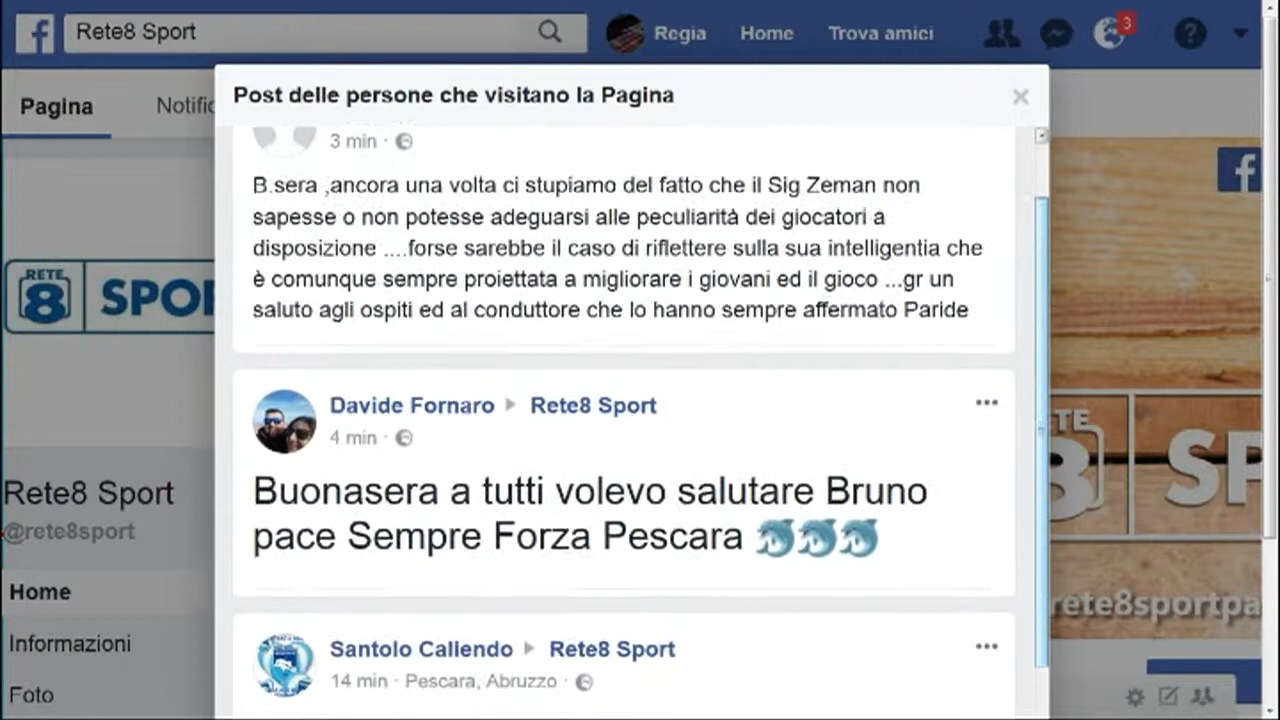 Rete8 Sport
Regia
Home
Trova amici
3
?
Pagina
Post delle persone che visitano la Pagina
3 min
B.sera ,ancora una volta ci stupiamo del fatto che il Sig Zeman non
sapesse o non potesse adeguarsi alle peculiarità dei giocatori a
disposizione ....forse sarebbe il caso di riflettere sulla sua intelligentia che
è comunque sempre proiettata a migliorare i giovani ed il gioco ...gr un
saluto agli ospiti ed al conduttore che lo hanno sempre affermato Paride
Davide Fornaro Rete8 Sport
4 min
Buonasera a tutti volevo salutare Bruno
pace Sempre Forza Pescara 🐬🐬🐬
Santolo Caliendo Rete8 Sport
14 min · Pescara, Abruzzo
RETE
8
Rete8 Sport
@rete8sport
Home
Informazioni
Foto
8